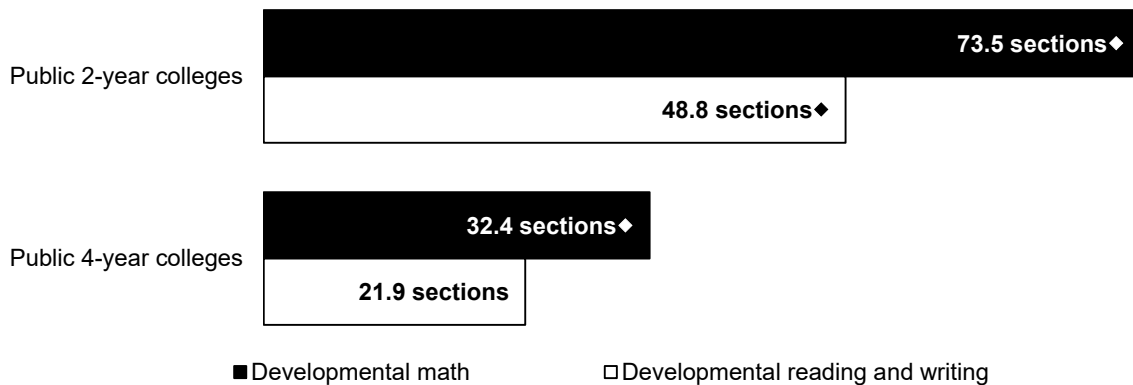 73.5 sections◆
Public 2-year colleges
48.8 sections◆
32.4 sections◆
Public 4-year colleges
21.9 sections
■Developmental math □Developmental reading and writing